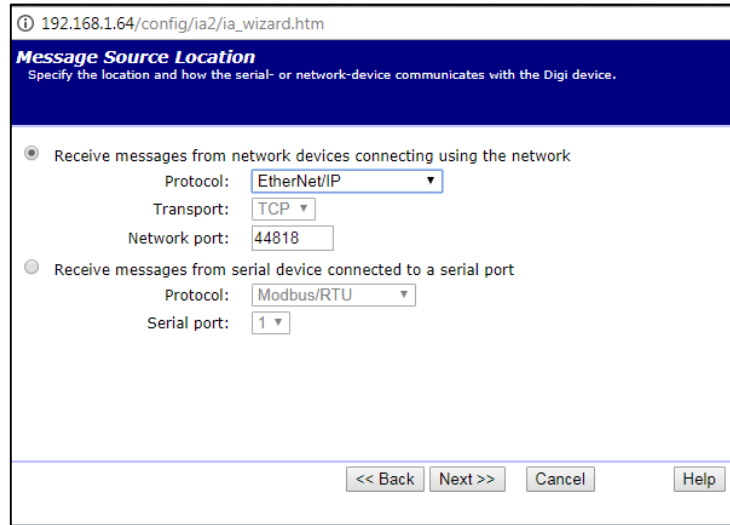 192.168.1.64/config/ia2/ia_wizard.htm
Message Source Location
Specify the location and how the serial- or network-device communicates with the Digi device.
Receive messages from network devices connecting using the network
Protocol: EtherNet/IP
Transport: TCP
Network port: 44818
Receive messages from serial device connected to a serial port
Protocol: Modbus/RTU
Serial port: 1
<< Back Next >> Cancel Help